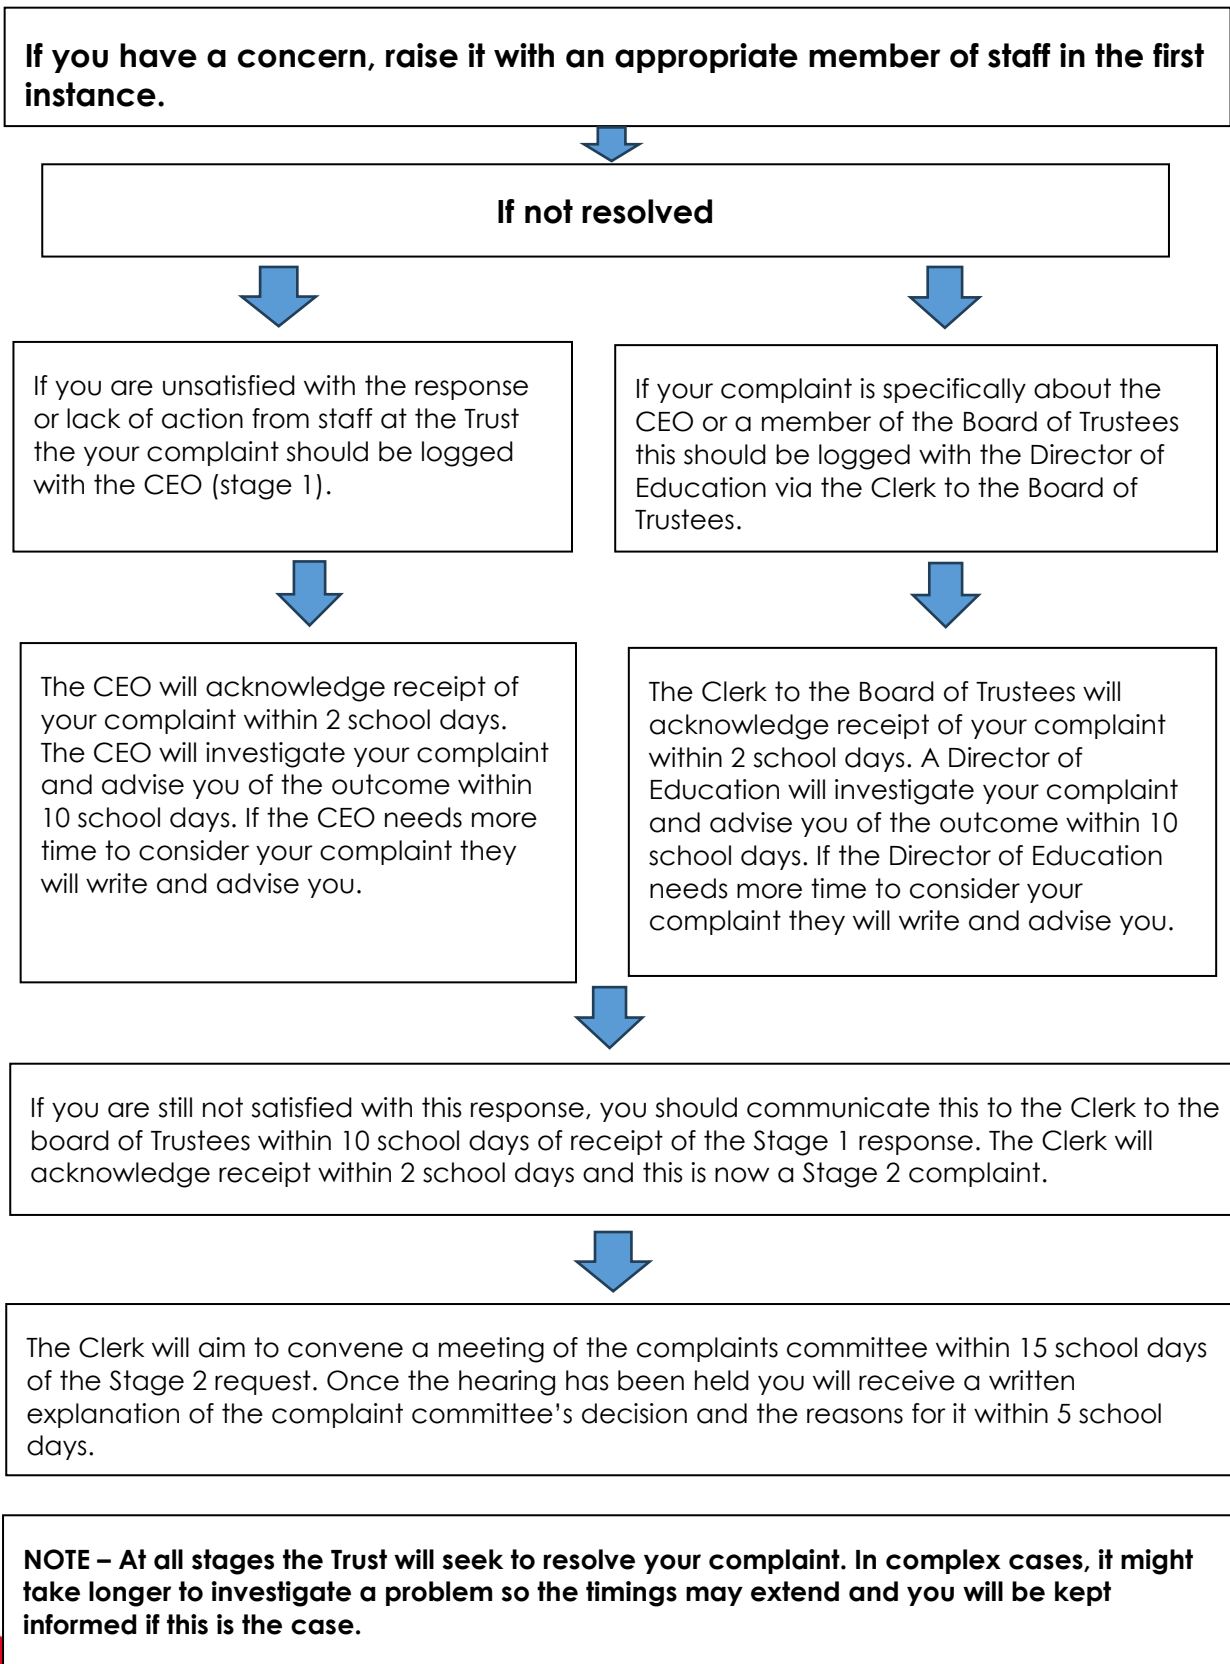 If you have a concern, raise it with an appropriate member of staff in the first
instance.
If not resolved
If you are unsatisfied with the response
or lack of action from staff at the Trust
the your complaint should be logged
with the CEO (stage 1).
If your complaint is specifically about the
CEO or a member of the Board of Trustees
this should be logged with the Director of
Education via the Clerk to the Board of
Trustees.
The CEO will acknowledge receipt of
your complaint within 2 school days.
The CEO will investigate your complaint
and advise you of the outcome within
10 school days. If the CEO needs more
time to consider your complaint they
will write and advise you.
The Clerk to the Board of Trustees will
acknowledge receipt of your complaint
within 2 school days. A Director of
Education will investigate your complaint
and advise you of the outcome within 10
school days. If the Director of Education
needs more time to consider your
complaint they will write and advise you.
If you are still not satisfied with this response, you should communicate this to the Clerk to the
board of Trustees within 10 school days of receipt of the Stage 1 response. The Clerk will
acknowledge receipt within 2 school days and this is now a Stage 2 complaint.
The Clerk will aim to convene a meeting of the complaints committee within 15 school days
of the Stage 2 request. Once the hearing has been held you will receive a written
explanation of the complaint committee’s decision and the reasons for it within 5 school
days.
NOTE – At all stages the Trust will seek to resolve your complaint. In complex cases, it might
take longer to investigate a problem so the timings may extend and you will be kept
informed if this is the case.